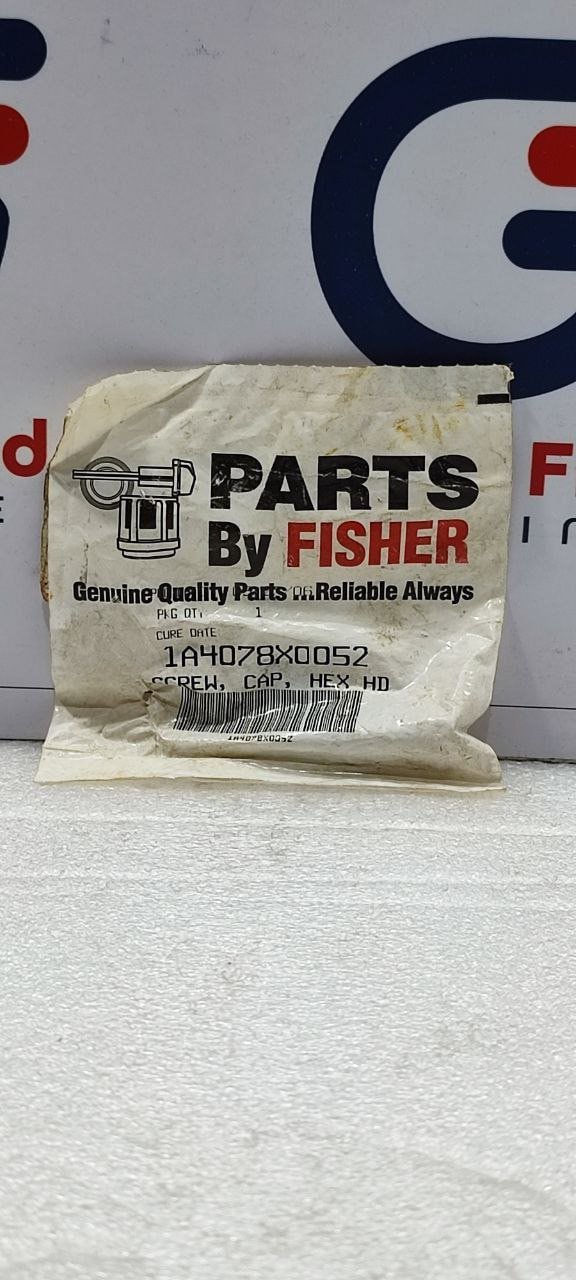 PARTS
By FISHER
Genuine Quality Parts ... Reliable Always
PKG QTY 1
CURE DATE
1A4078X0052
SCREW, CAP, HEX HD
1A4078X0052